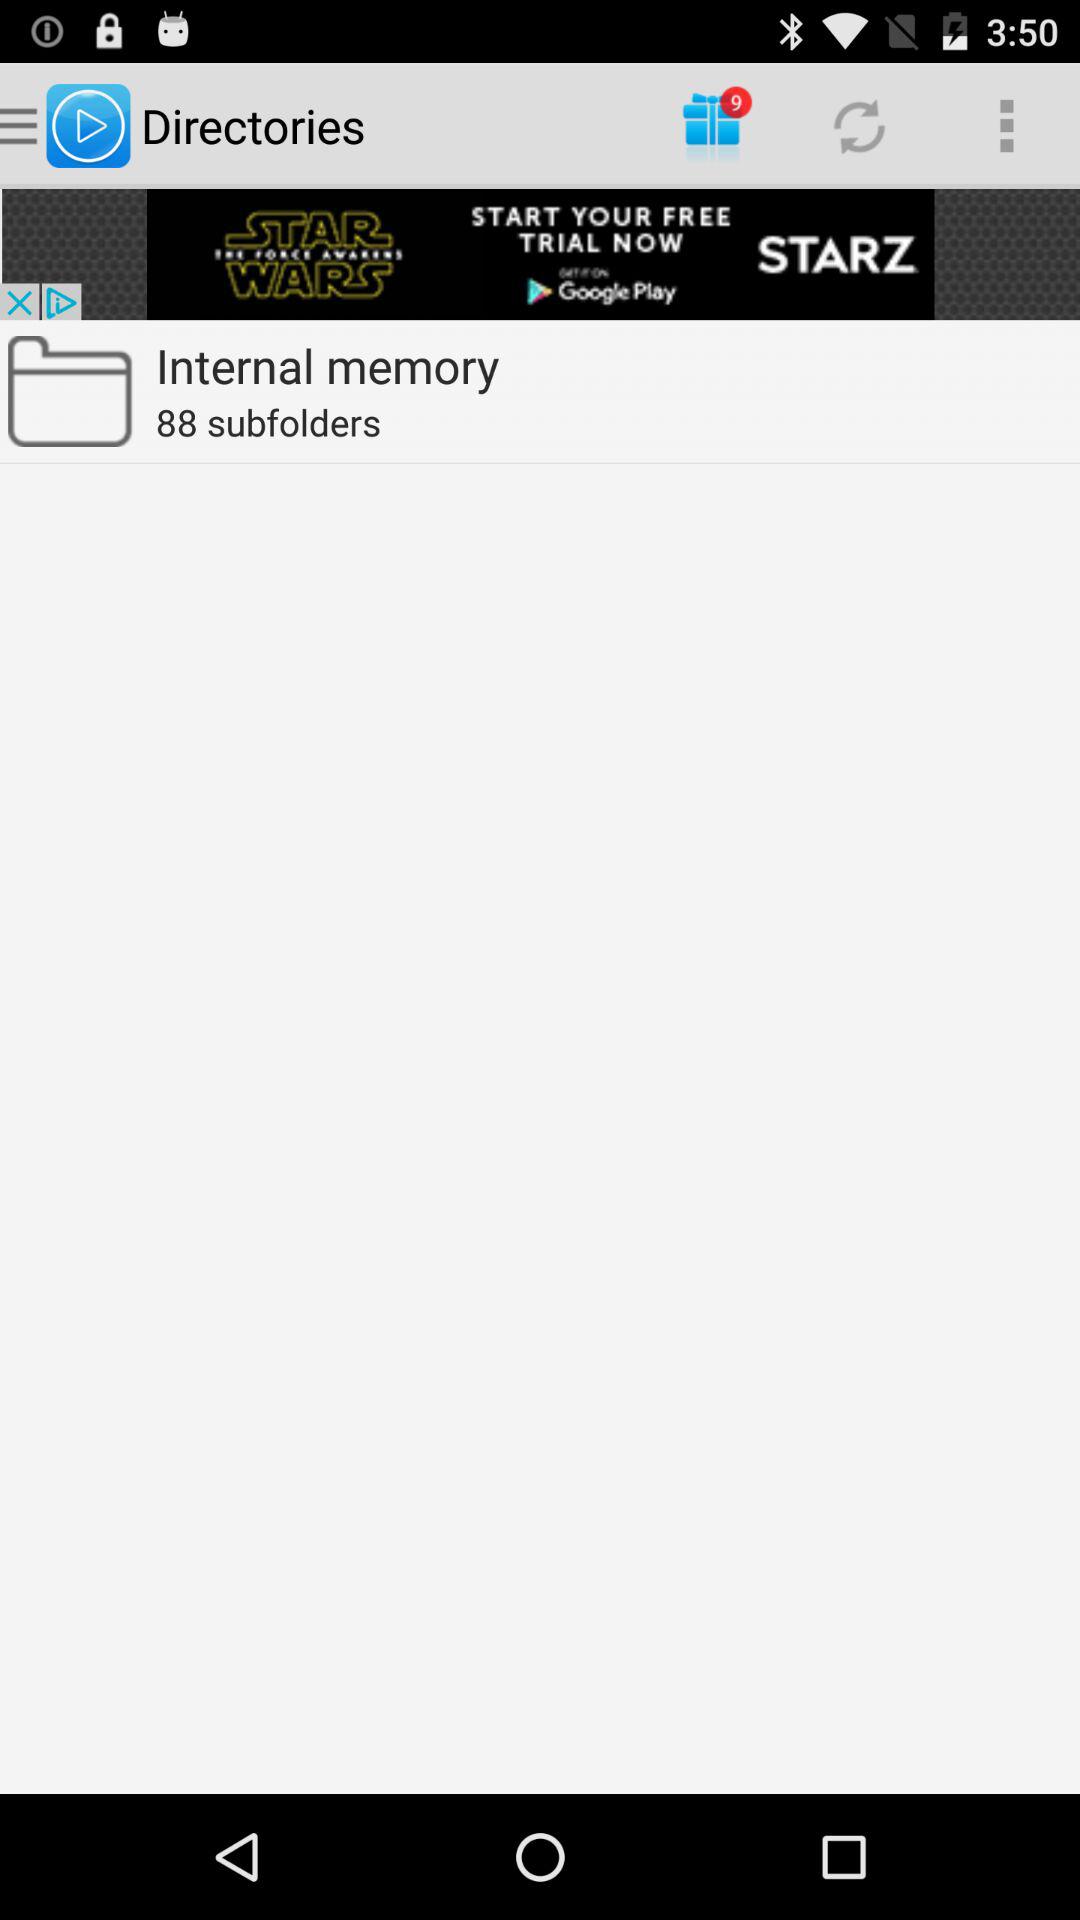 3:50
Directories
9
STAR
THE FORCE AWAKENS
WARS
START YOUR FREE
TRIAL NOW
GET IT ON
Google Play
STARZ
Internal memory
88 subfolders